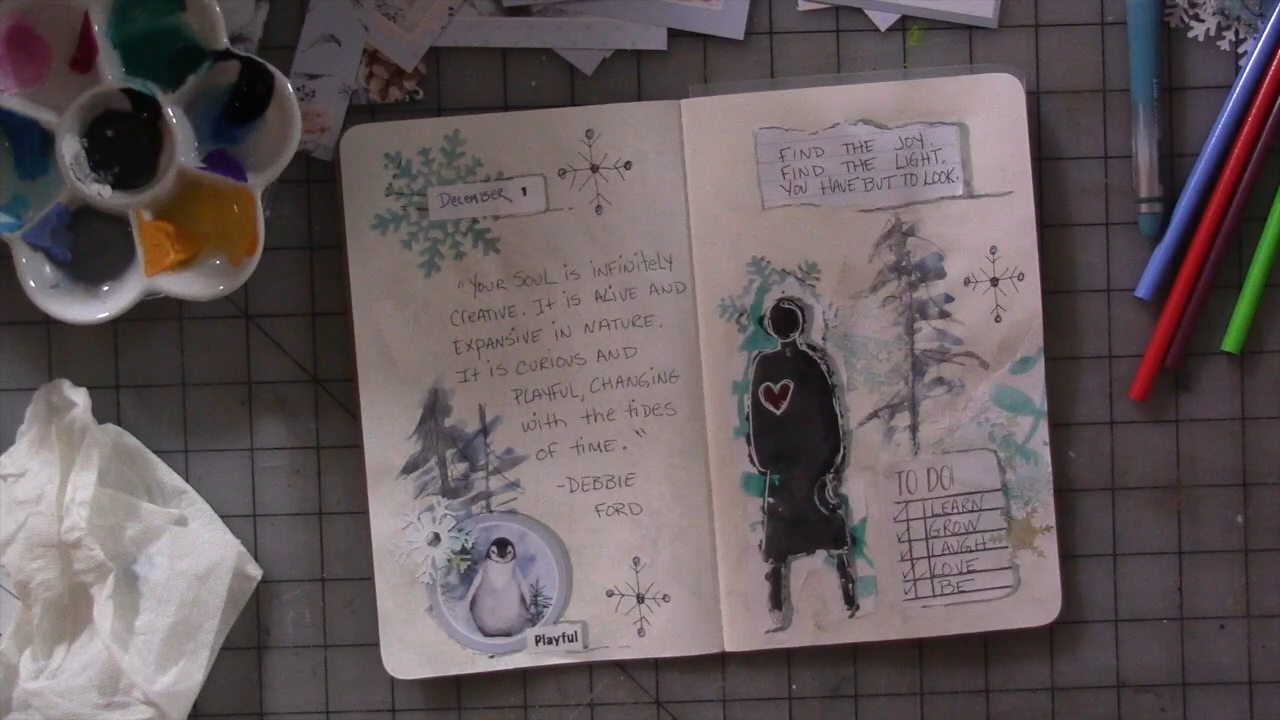 December 1
"Your Soul is infinitely
Creative. It is Alive and
Expansive in nature.
It is curious and
playful, changing
with the tides
of time."
-Debbie
Ford
Playful
FIND THE JOY.
FIND THE LIGHT.
YOU HAVE BUT TO LOOK.
TO DO!
LEARN
GROW
LAUGH
LOVE
BE